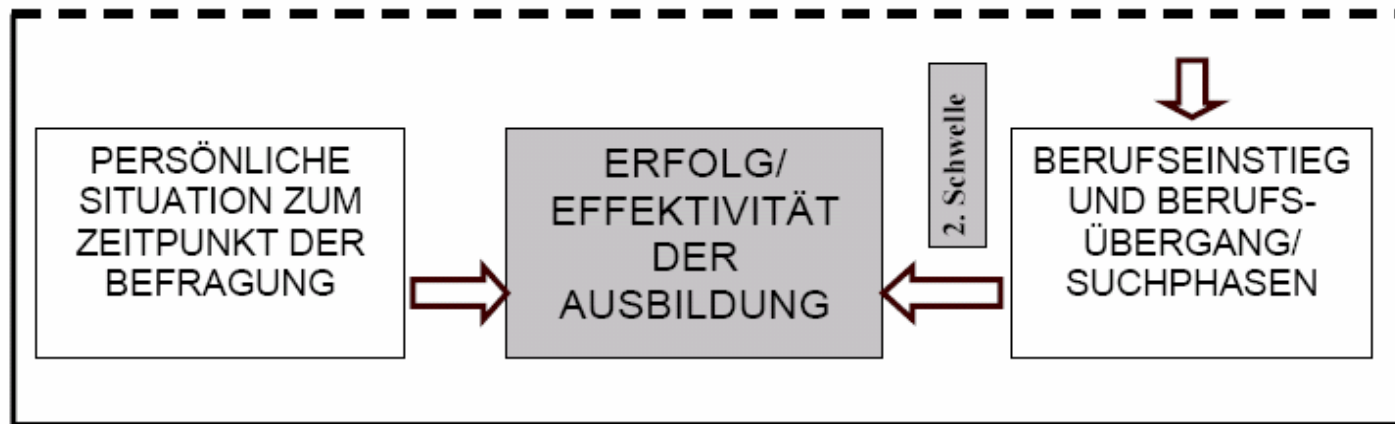 PERSÖNLICHE
SITUATION ZUM
ZEITPUNKT DER
BEFRAGUNG
ERFOLG/
EFFEKTIVITÄT
DER
AUSBILDUNG
2. Schwelle
BERUFSEINSTIEG
UND BERUFS-
ÜBERGANG/
SUCHPHASEN